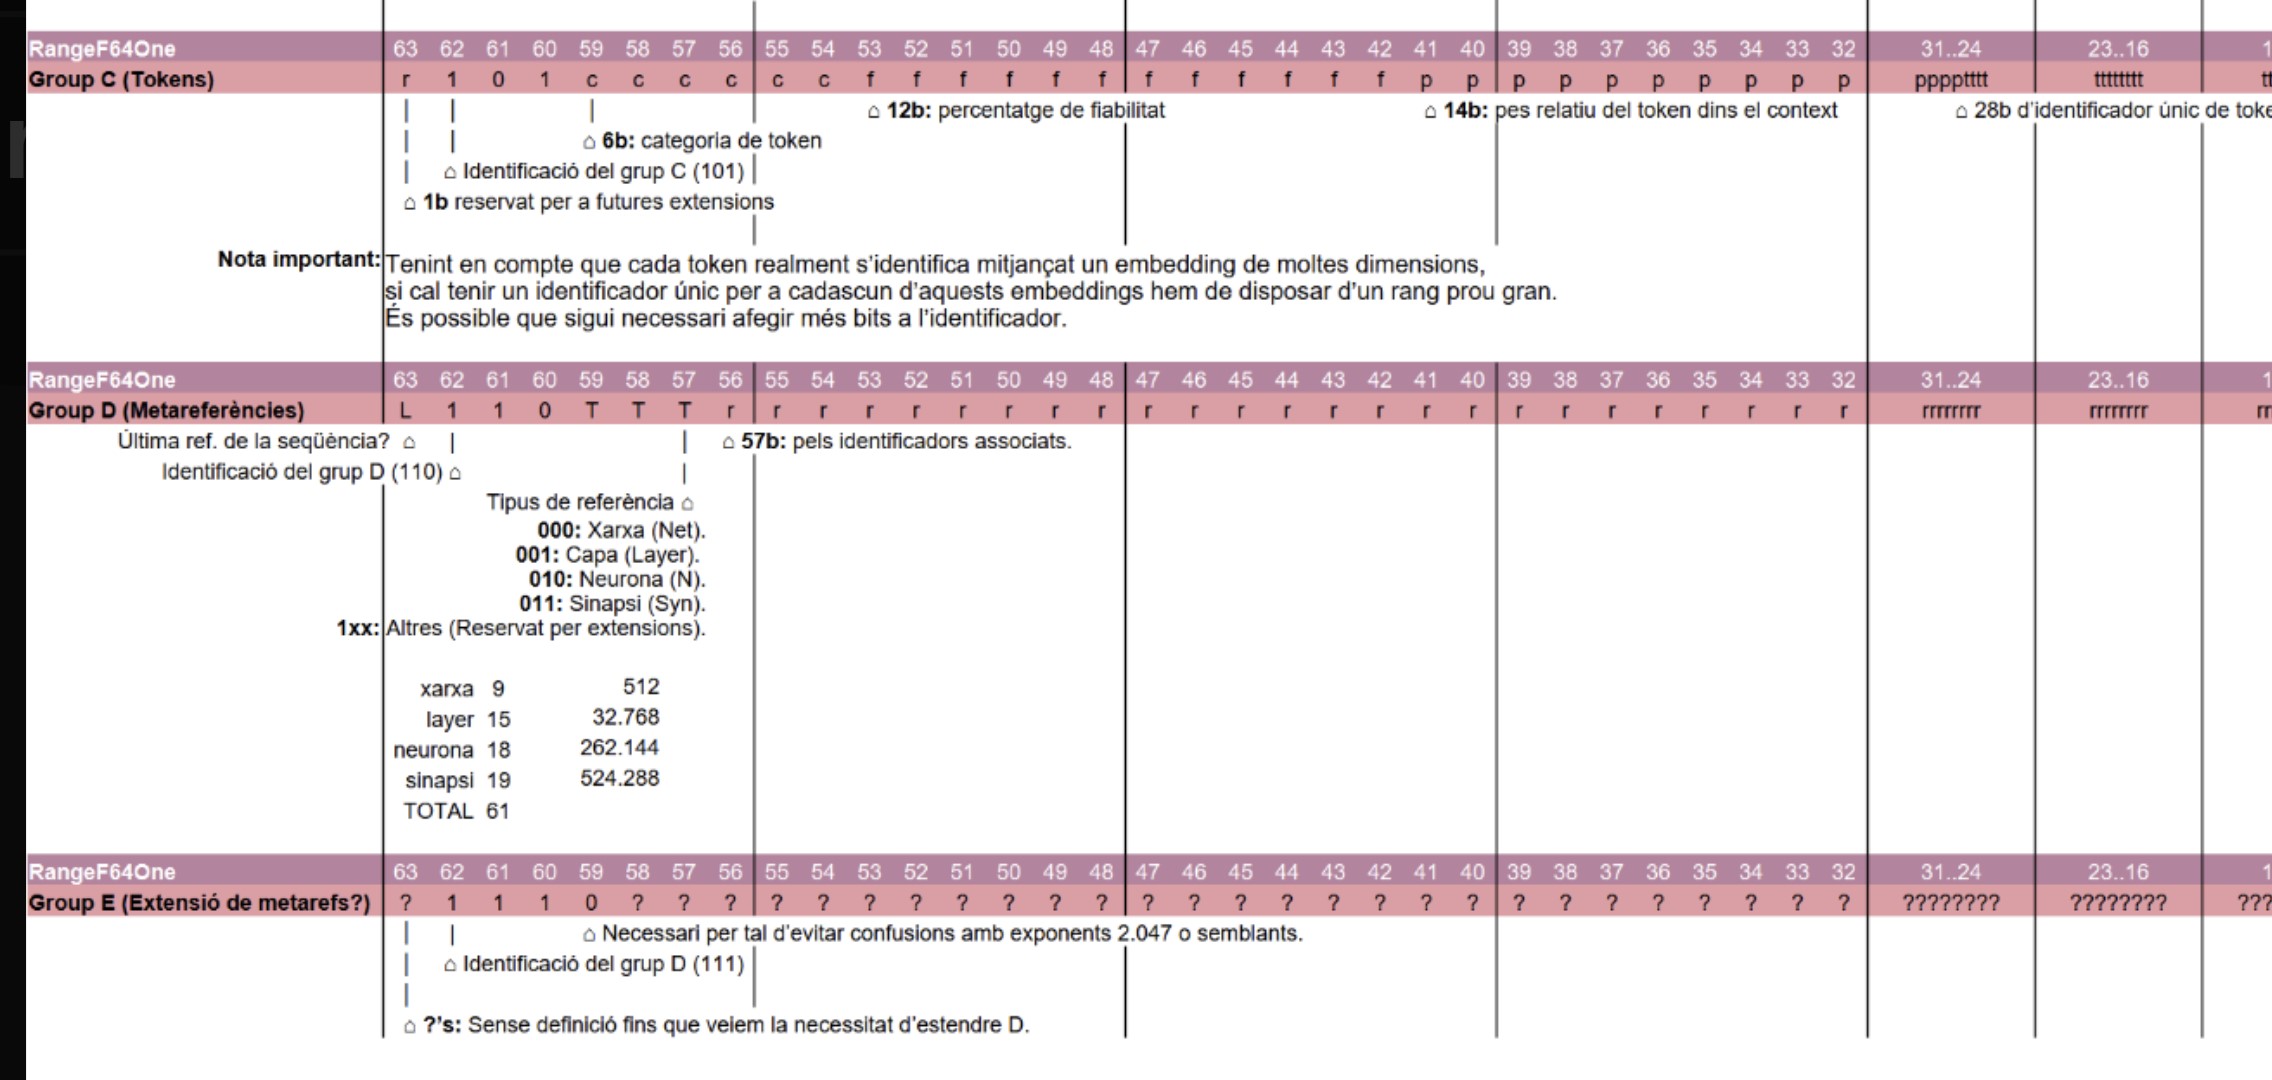 RangeF64One 63 62 61 60 59 58 57 56 55 54 53 52 51 50 49 48 47 46 45 44 43 42 41 40 39 38 37 36 35 34 33 32 31..24 23..16 1
Group C (Tokens) r 1 0 1 c c c c c c f f f f f f f f f f f f p p p p p p p p p p pppptttt tttttttt tt
⌂ 12b: percentatge de fiabilitat ⌂ 14b: pes relatiu del token dins el context ⌂ 28b d'identificador únic de toke
⌂ 6b: categoria de token
⌂ Identificació del grup C (101)
⌂ 1b reservat per a futures extensions
Nota important: Tenint en compte que cada token realment s'identifica mitjançat un embedding de moltes dimensions,
si cal tenir un identificador únic per a cadascun d'aquests embeddings hem de disposar d'un rang prou gran.
És possible que sigui necessari afegir més bits a l'identificador.
RangeF64One 63 62 61 60 59 58 57 56 55 54 53 52 51 50 49 48 47 46 45 44 43 42 41 40 39 38 37 36 35 34 33 32 31..24 23..16 1
Group D (Metareferències) L 1 1 0 T T T r r r r r r r r r r r r r r r r r r r r r r r r r rrrrrrrr rrrrrrrr rr
Última ref. de la seqüència? ⌂ ⌂ 57b: pels identificadors associats.
Identificació del grup D (110) ⌂
Tipus de referència ⌂
000: Xarxa (Net).
001: Capa (Layer).
010: Neurona (N).
011: Sinapsi (Syn).
1xx: Altres (Reservat per extensions).
xarxa 9 512
layer 15 32.768
neurona 18 262.144
sinapsi 19 524.288
TOTAL 61
RangeF64One 63 62 61 60 59 58 57 56 55 54 53 52 51 50 49 48 47 46 45 44 43 42 41 40 39 38 37 36 35 34 33 32 31..24 23..16 1
Group E (Extensió de metarefs?) ? 1 1 1 0 ? ? ? ? ? ? ? ? ? ? ? ? ? ? ? ? ? ? ? ? ? ? ? ? ? ? ? ???????? ???????? ???
⌂ Necessari per tal d'evitar confusions amb exponents 2.047 o semblants.
⌂ Identificació del grup D (111)
⌂ ?'s: Sense definició fins que veiem la necessitat d'estendre D.